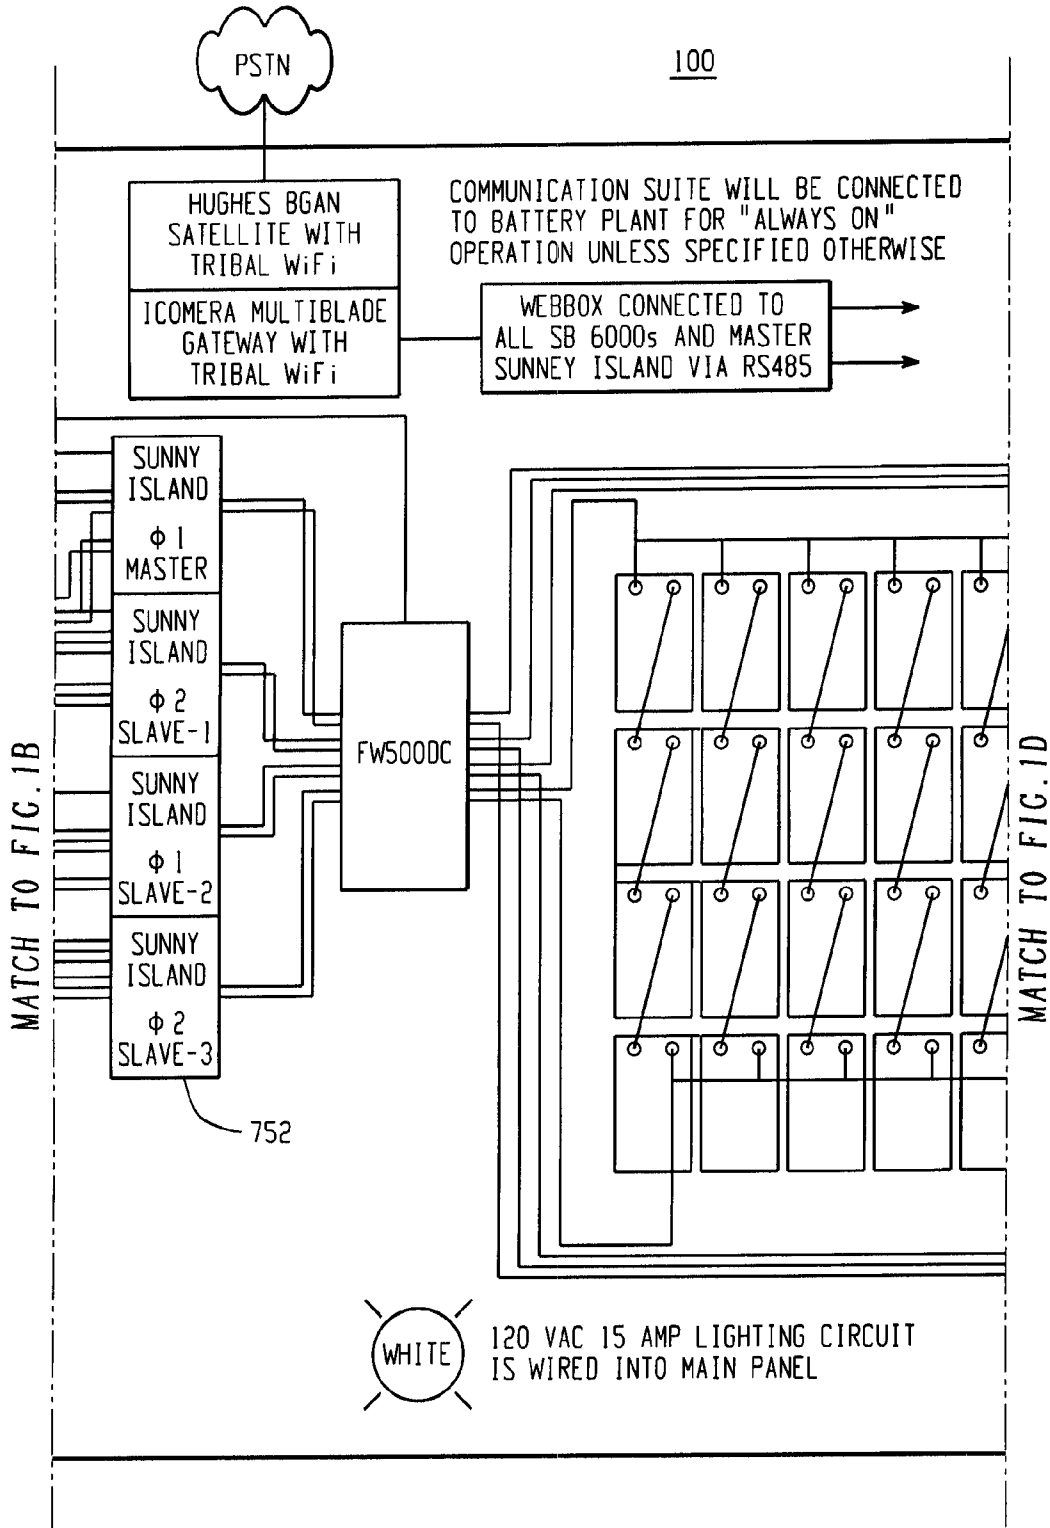 PSTN
100
HUGHES BGAN
SATELLITE WITH
TRIBAL WiFi
ICOMERA MULTIBLADE
GATEWAY WITH
TRIBAL WiFi
COMMUNICATION SUITE WILL BE CONNECTED
TO BATTERY PLANT FOR "ALWAYS ON"
OPERATION UNLESS SPECIFIED OTHERWISE
WEBBOX CONNECTED TO
ALL SB 6000s AND MASTER
SUNNEY ISLAND VIA RS485
SUNNY
ISLAND
Φ 1
MASTER
SUNNY
ISLAND
Φ 2
SLAVE-1
SUNNY
ISLAND
Φ 1
SLAVE-2
SUNNY
ISLAND
Φ 2
SLAVE-3
752
FW500DC
MATCH TO FIG.1B
MATCH TO FIG.1D
WHITE
120 VAC 15 AMP LIGHTING CIRCUIT
IS WIRED INTO MAIN PANEL